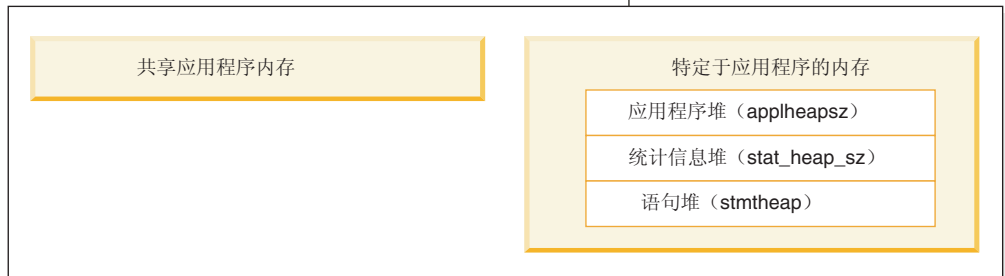 共享应用程序内存
特定于应用程序的内存
应用程序堆（applheapsz）
统计信息堆（stat_heap_sz）
语句堆（stmtheap）